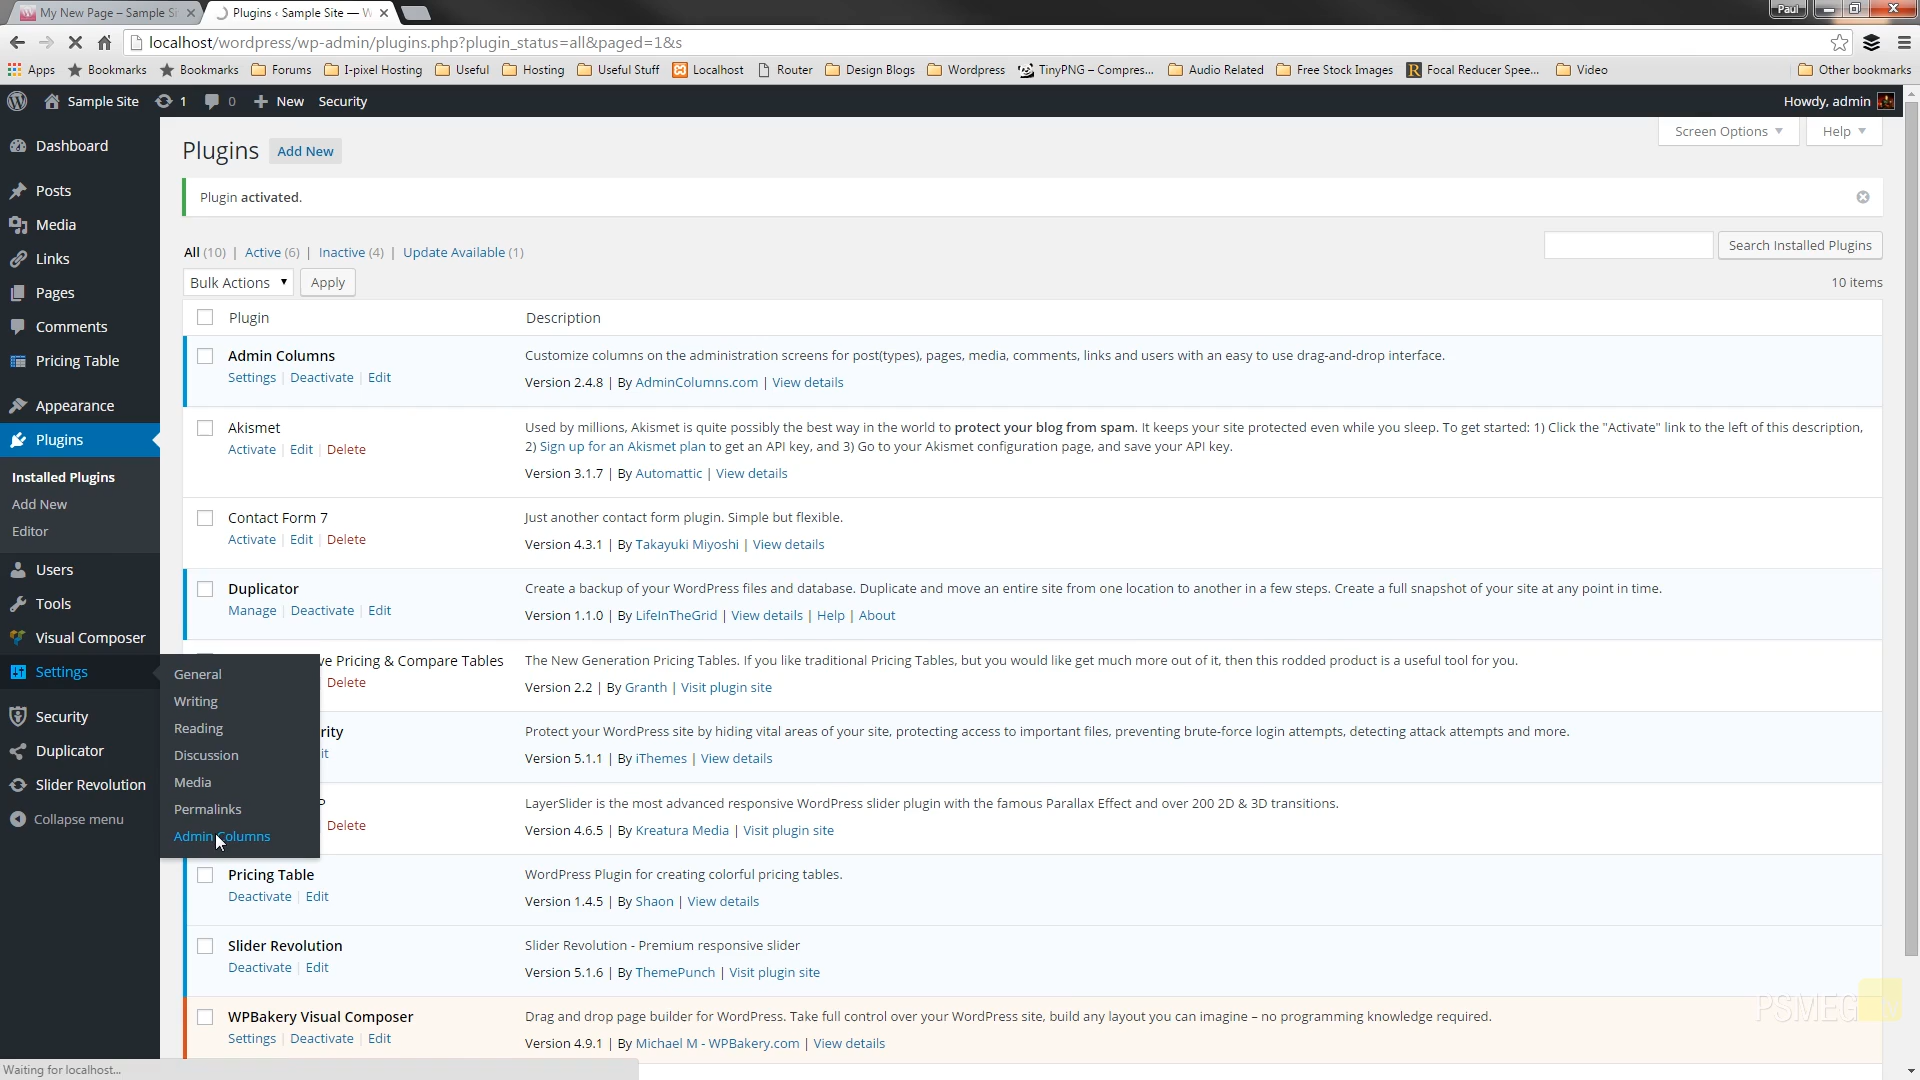 My New Page – Sample Si
Plugins ‹ Sample Site — W
Paul
localhost/wordpress/wp-admin/plugins.php?plugin_status=all&paged=1&s
Apps Bookmarks Bookmarks Forums I-pixel Hosting Useful Hosting Useful Stuff Localhost Router Design Blogs Wordpress TinyPNG – Compres... Audio Related Free Stock Images Focal Reducer Spee... Video Other bookmarks
Sample Site 1 0 New Security Howdy, admin
Dashboard
Posts
Media
Links
Pages
Comments
Pricing Table
Appearance
Plugins
Installed Plugins
Add New
Editor
Users
Tools
Visual Composer
Settings
Security
Duplicator
Slider Revolution
Collapse menu
General
Writing
Reading
Discussion
Media
Permalinks
Admin Columns
Screen Options Help
Plugins Add New
Plugin activated.
All (10) | Active (6) | Inactive (4) | Update Available (1)
Search Installed Plugins
Bulk Actions Apply
10 items
Plugin Description
Admin Columns
Settings | Deactivate | Edit
Customize columns on the administration screens for post(types), pages, media, comments, links and users with an easy to use drag-and-drop interface.
Version 2.4.8 | By AdminColumns.com | View details
Akismet
Activate | Edit | Delete
Used by millions, Akismet is quite possibly the best way in the world to protect your blog from spam. It keeps your site protected even while you sleep. To get started: 1) Click the "Activate" link to the left of this description,
2) Sign up for an Akismet plan to get an API key, and 3) Go to your Akismet configuration page, and save your API key.
Version 3.1.7 | By Automattic | View details
Contact Form 7
Activate | Edit | Delete
Just another contact form plugin. Simple but flexible.
Version 4.3.1 | By Takayuki Miyoshi | View details
Duplicator
Manage | Deactivate | Edit
Create a backup of your WordPress files and database. Duplicate and move an entire site from one location to another in a few steps. Create a full snapshot of your site at any point in time.
Version 1.1.0 | By LifeInTheGrid | View details | Help | About
ve Pricing & Compare Tables
Delete
The New Generation Pricing Tables. If you like traditional Pricing Tables, but you would like get much more out of it, then this rodded product is a useful tool for you.
Version 2.2 | By Granth | Visit plugin site
rity
it
Protect your WordPress site by hiding vital areas of your site, protecting access to important files, preventing brute-force login attempts, detecting attack attempts and more.
Version 5.1.1 | By iThemes | View details
P
Delete
LayerSlider is the most advanced responsive WordPress slider plugin with the famous Parallax Effect and over 200 2D & 3D transitions.
Version 4.6.5 | By Kreatura Media | Visit plugin site
Pricing Table
Deactivate | Edit
WordPress Plugin for creating colorful pricing tables.
Version 1.4.5 | By Shaon | View details
Slider Revolution
Deactivate | Edit
Slider Revolution - Premium responsive slider
Version 5.1.6 | By ThemePunch | Visit plugin site
WPBakery Visual Composer
Settings | Deactivate | Edit
Drag and drop page builder for WordPress. Take full control over your WordPress site, build any layout you can imagine – no programming knowledge required.
Version 4.9.1 | By Michael M - WPBakery.com | View details
PSMEG
Waiting for localhost...